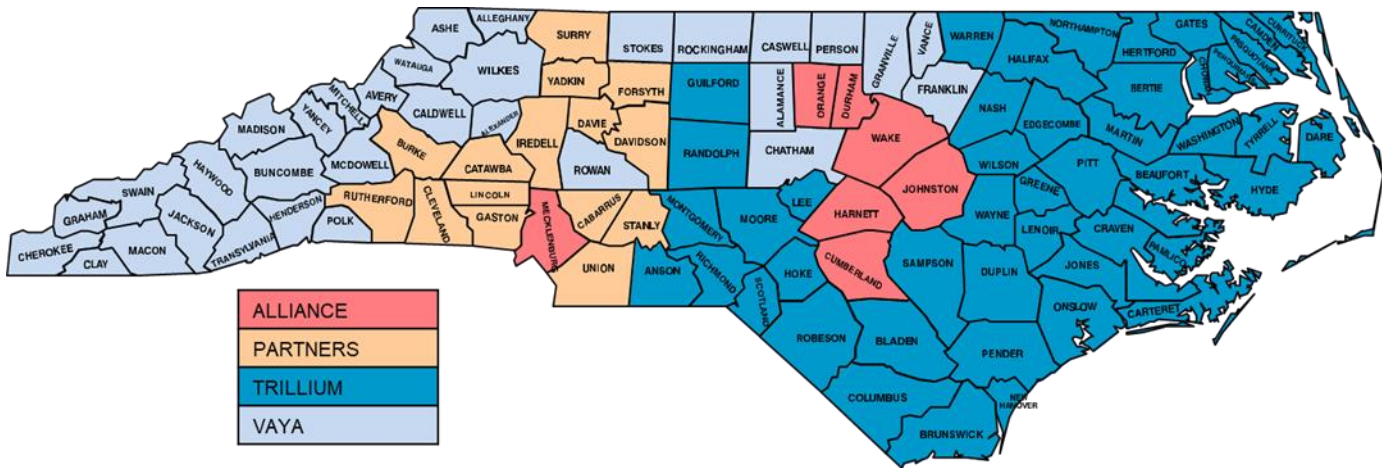 ALLEGHANY
ASHE
SURRY
STOKES
ROCKINGHAM
CASWELL
PERSON
GRANVILLE
VANCE
WARREN
NORTHAMPTON
GATES
CURRITUCK
CAMDEN
PASQUOTANK
PERQUIMANS
HERTFORD
HALIFAX
WATAUGA
WILKES
YADKIN
FORSYTH
GUILFORD
ALAMANCE
ORANGE
DURHAM
FRANKLIN
NASH
BERTIE
CHOWAN
MITCHELL
AVERY
CALDWELL
ALEXANDER
IREDELL
DAVIE
DAVIDSON
RANDOLPH
CHATHAM
WAKE
EDGECOMBE
MARTIN
WASHINGTON
TYRRELL
DARE
MADISON
YANCEY
MCDOWELL
BURKE
CATAWBA
ROWAN
WILSON
PITT
BEAUFORT
HYDE
HAYWOOD
BUNCOMBE
SWAIN
RUTHERFORD
CLEVELAND
LINCOLN
GASTON
MECKLENBURG
CABARRUS
STANLY
MONTGOMERY
MOORE
LEE
HARNETT
JOHNSTON
GREENE
WAYNE
LENOIR
CRAVEN
PAMLICO
GRAHAM
JACKSON
HENDERSON
POLK
CHEROKEE
CLAY
MACON
TRANSYLVANIA
UNION
ANSON
RICHMOND
SCOTLAND
HOKE
CUMBERLAND
SAMPSON
DUPLIN
JONES
ONSLOW
CARTERET
ROBESON
BLADEN
PENDER
COLUMBUS
NEW
HANOVER
BRUNSWICK
ALLIANCE
PARTNERS
TRILLIUM
VAYA